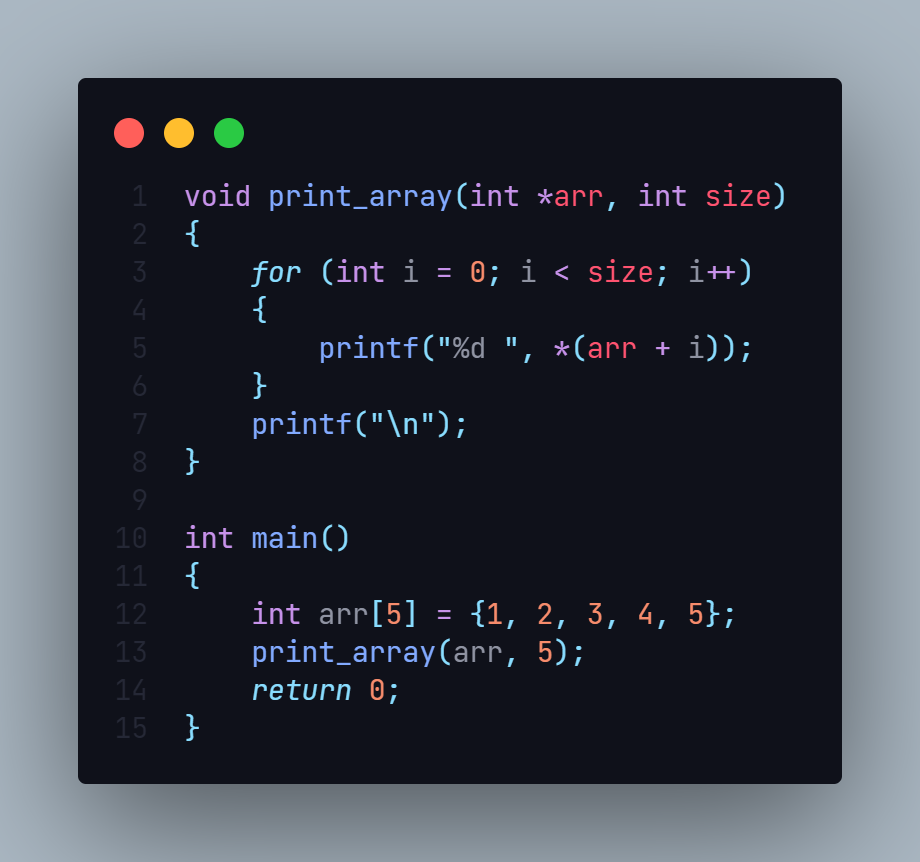 1 void print_array(int *arr, int size)
2 {
3     for (int i = 0; i < size; i++)
4     {
5         printf("%d ", *(arr + i));
6     }
7     printf("\n");
8 }
9
10 int main()
11 {
12     int arr[5] = {1, 2, 3, 4, 5};
13     print_array(arr, 5);
14     return 0;
15 }